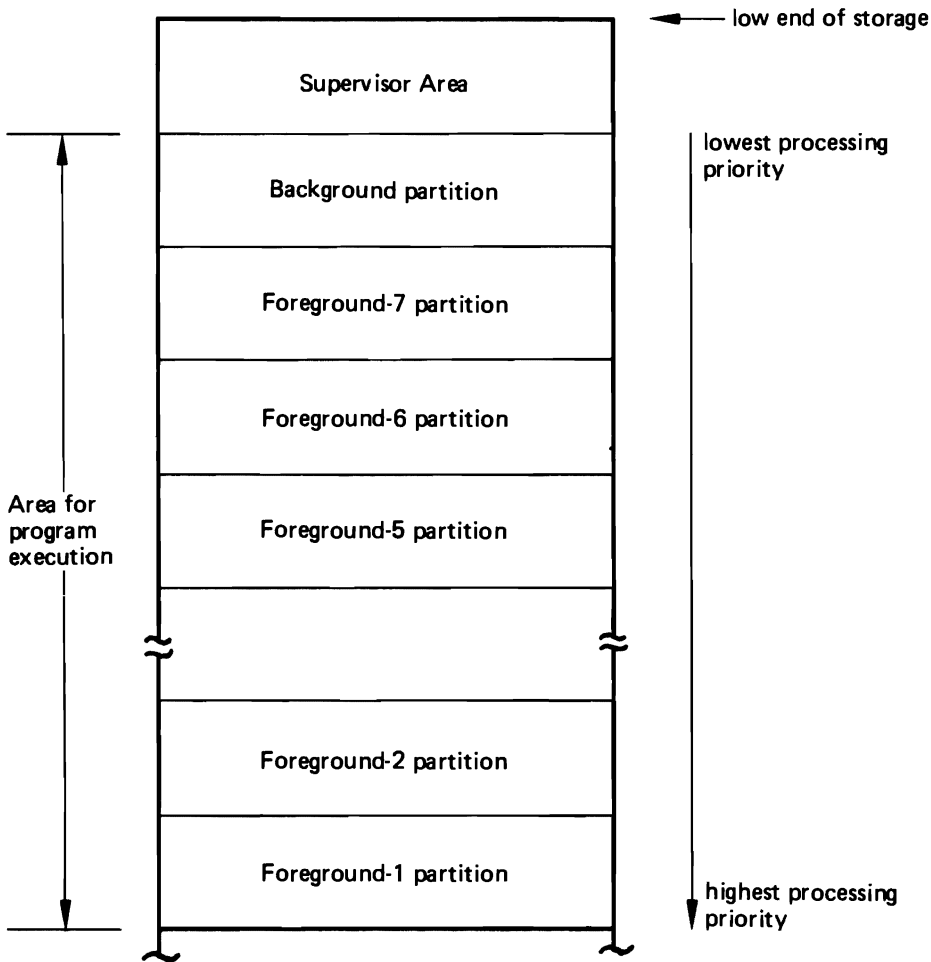 low end of storage
Supervisor Area
lowest processing
priority
Background partition
Foreground-7 partition
Foreground-6 partition
Area for
program
execution
Foreground-5 partition
Foreground-2 partition
Foreground-1 partition
highest processing
priority